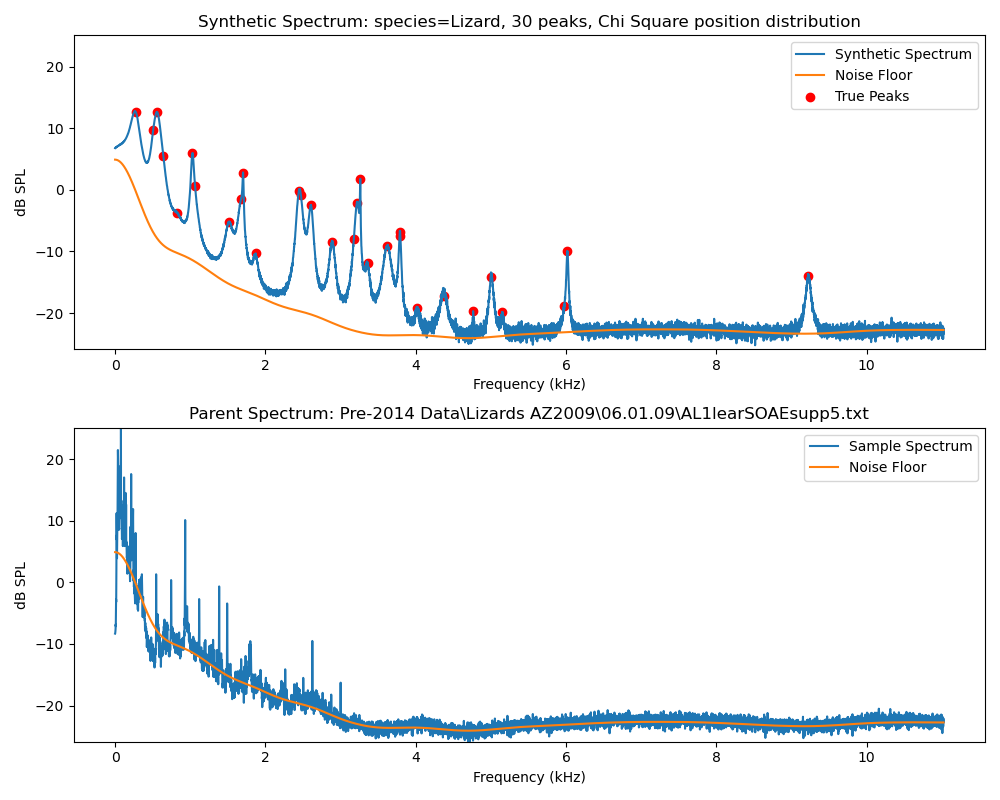 Synthetic Spectrum: species=Lizard, 30 peaks, Chi Square position distribution
20
10
0
−10
−20
dB SPL
Synthetic Spectrum
Noise Floor
True Peaks
0 2 4 6 8 10
Frequency (kHz)
Parent Spectrum: Pre-2014 Data\Lizards AZ2009\06.01.09\AL1learSOAEsupp5.txt
20
10
0
−10
−20
dB SPL
Sample Spectrum
Noise Floor
0 2 4 6 8 10
Frequency (kHz)